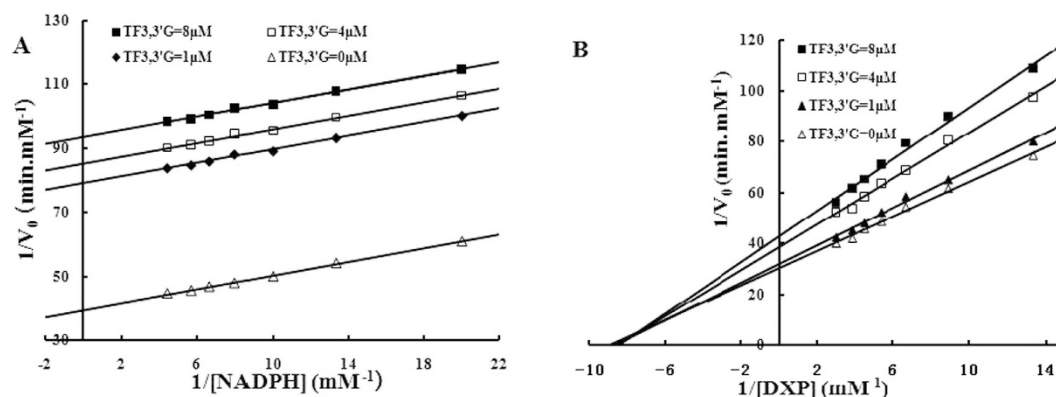 A
TF3,3'G=8µM
TF3,3'G=4µM
TF3,3'G=1µM
TF3,3'G=0µM
1/V₀ (min.mM⁻¹)
130
110
90
70
50
30
-2
2
6
10
14
18
22
1/[NADPH] (mM⁻¹)
B
TF3,3'G=8µM
TF3,3'G=4µM
TF3,3'G=1µM
TF3,3'G=0µM
1/V₀ (min.mM⁻¹)
120
100
80
60
40
20
0
−10
−6
−2
2
6
10
14
1/[DXP] (mM¹)